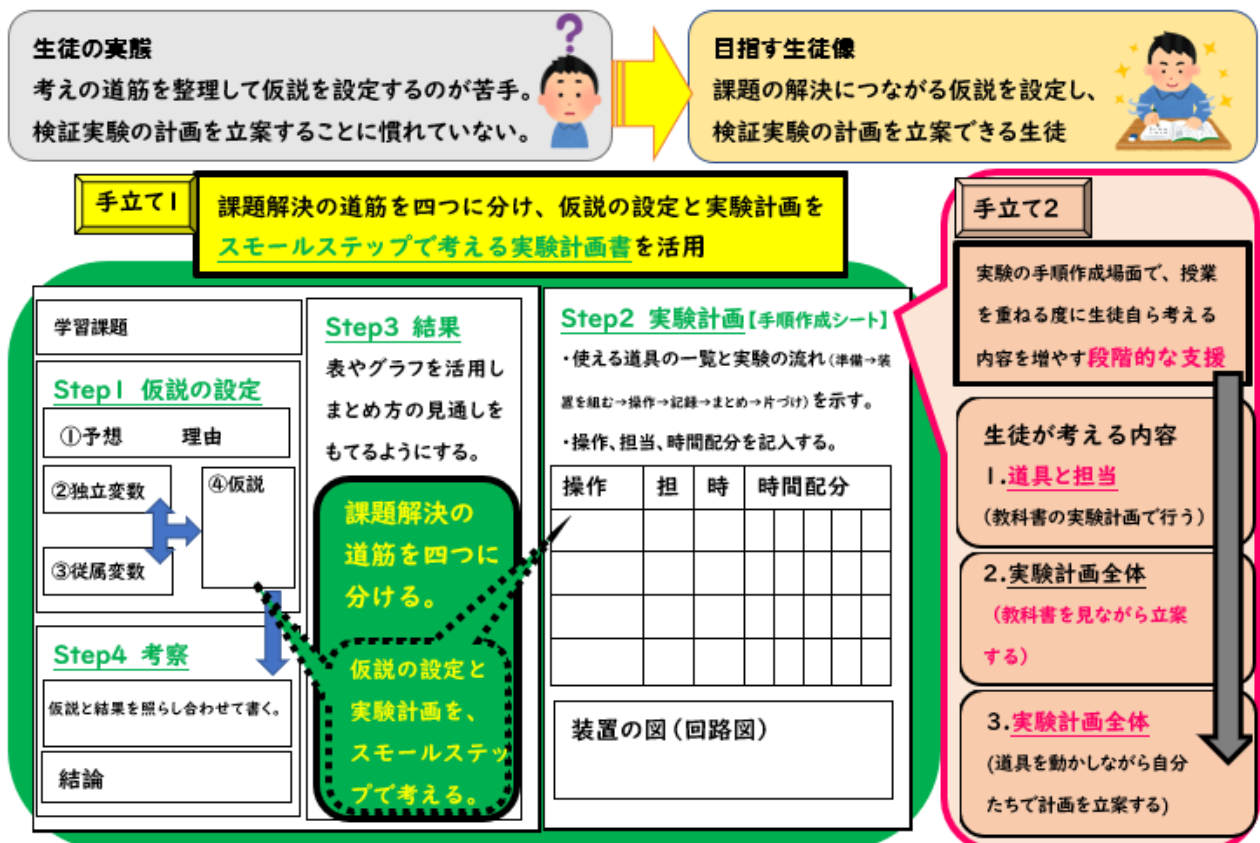 生徒の実態
考えの道筋を整理して仮説を設定するのが苦手。
検証実験の計画を立案することに慣れていない。
?
目指す生徒像
課題の解決につながる仮説を設定し、
検証実験の計画を立案できる生徒
手立て1
課題解決の道筋を四つに分け、仮説の設定と実験計画を
スモールステップで考える実験計画書を活用
学習課題
Step1 仮説の設定
①予想 理由
②独立変数
③従属変数
④仮説
Step4 考察
仮説と結果を照らし合わせて書く。
結論
Step3 結果
表やグラフを活用し
まとめ方の見通しを
もてるようにする。
課題解決の
道筋を四つに
分ける。
仮説の設定と
実験計画を、
スモールステッ
プで考える。
Step2 実験計画【手順作成シート】
・使える道具の一覧と実験の流れ(準備→装
置を組む→操作→記録→まとめ→片づけ)を示す。
・操作、担当、時間配分を記入する。
操作 担 時 時間配分
装置の図(回路図)
手立て2
実験の手順作成場面で、授業
を重ねる度に生徒自ら考える
内容を増やす段階的な支援
生徒が考える内容
1.道具と担当
(教科書の実験計画で行う)
2.実験計画全体
(教科書を見ながら立案
する)
3.実験計画全体
(道具を動かしながら自分
たちで計画を立案する)